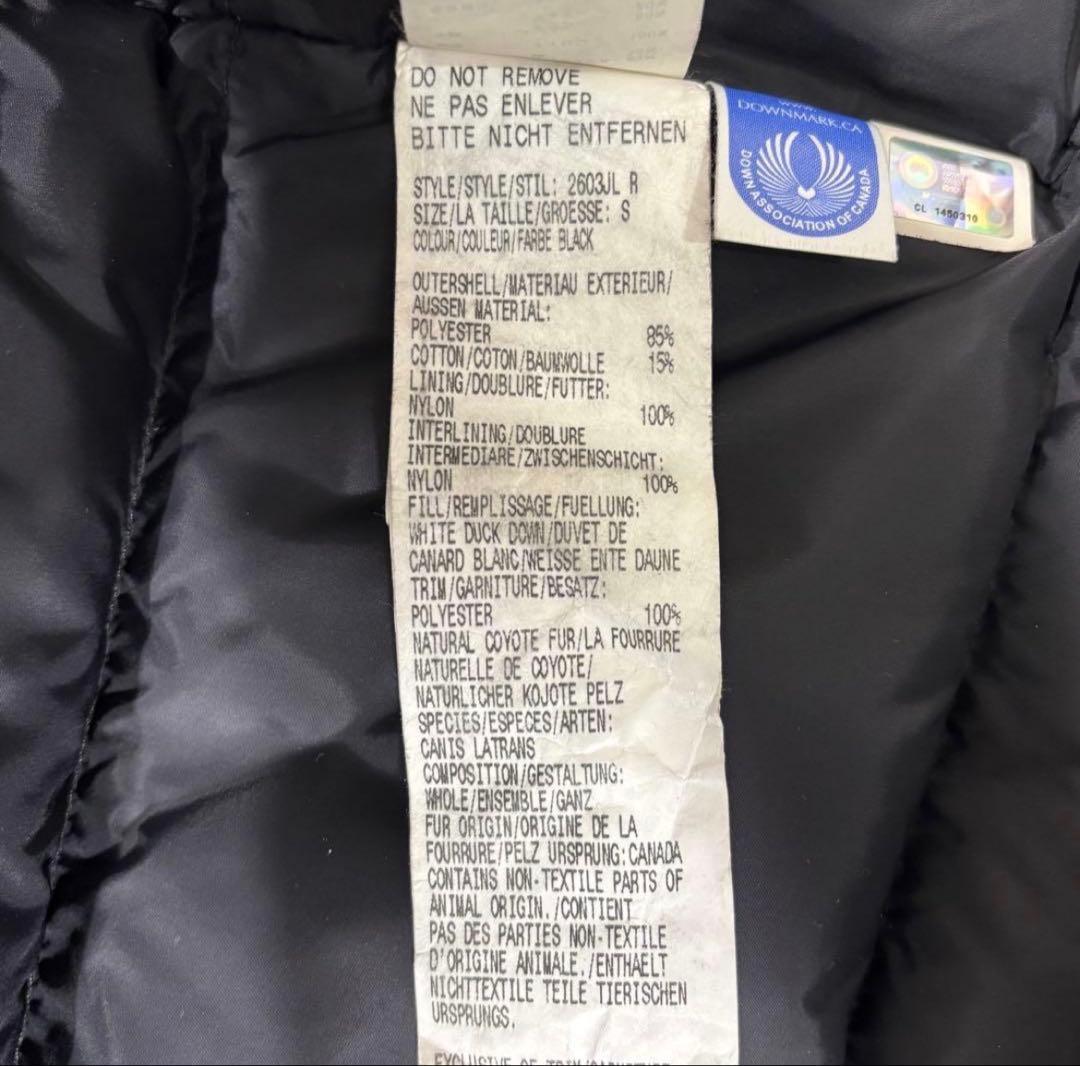 DO NOT REMOVE
NE PAS ENLEVER
BITTE NICHT ENTFERNEN
STYLE/STYLE/STIL: 2603JL R
SIZE/LA TAILLE/GROESSE: S
COLOUR/COULEUR/FARBE BLACK
OUTERSHELL/MATERIAU EXTERIEUR/
AUSSEN MATERIAL:
POLYESTER 85%
COTTON/COTON/BAUMWOLLE 15%
LINING/DOUBLURE/FUTTER:
NYLON 100%
INTERLINING/DOUBLURE
INTERMEDIARE/ZWISCHENSCHICHT:
NYLON 100%
FILL/REMPLISSAGE/FUELLUNG:
WHITE DUCK DOWN/DUVET DE
CANARD BLANC/WEISSE ENTE DAUNE
TRIM/GARNITURE/BESATZ:
POLYESTER 100%
NATURAL COYOTE FUR/LA FOURRURE
NATURELLE DE COYOTE/
NATURLICHER KOJOTE PELZ
SPECIES/ESPECES/ARTEN:
CANIS LATRANS
COMPOSITION/GESTALTUNG:
WHOLE/ENSEMBLE/GANZ
FUR ORIGIN/ORIGINE DE LA
FOURRURE/PELZ URSPRUNG:CANADA
CONTAINS NON-TEXTILE PARTS OF
ANIMAL ORIGIN./CONTIENT
PAS DES PARTIES NON-TEXTILE
D'ORIGINE ANIMALE./ENTHAELT
NICHTTEXTILE TEILE TIERISCHEN
URSPRUNGS.
EXCLUSIVE OF TRIM/GARNITURE
DOWNMARK.CA
DOWN ASSOCIATION OF CANADA
CL 1450310